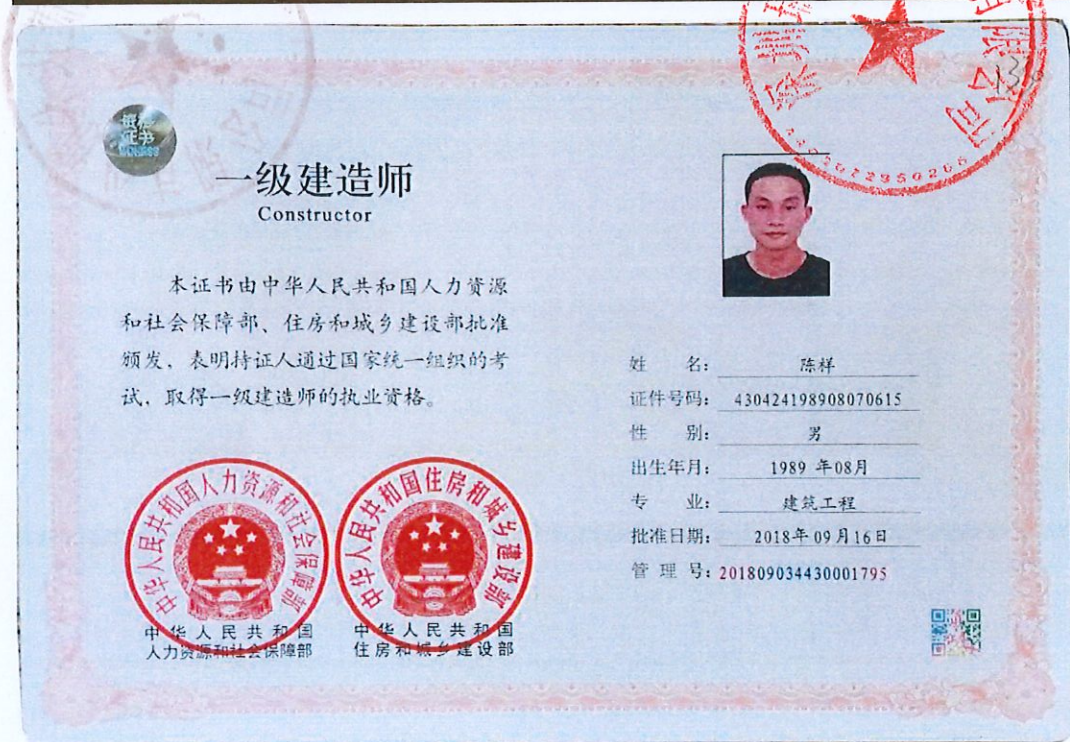 有限公司
一级建造师
Constructor
本证书由中华人民共和国人力资源
和社会保障部、住房和城乡建设部批准
颁发，表明持证人通过国家统一组织的考
试，取得一级建造师的执业资格。
中华人民共和国人力资源和社会保障部
中华人民共和国住房和城乡建设部
中华人民共和国
人力资源和社会保障部
中华人民共和国
住房和城乡建设部
姓 名： 陈样
证件号码： 430424198908070615
性 别： 男
出生年月： 1989 年08月
专 业： 建筑工程
批准日期： 2018年09月16日
管 理 号： 201809034430001795